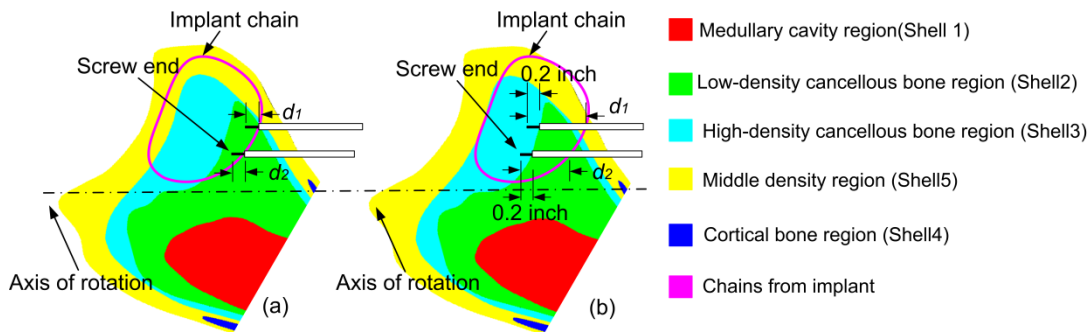 Implant chain
Screw end
d1
d2
Axis of rotation
(a)
Implant chain
Screw end
0.2 inch
d1
d2
0.2 inch
Axis of rotation
(b)
Medullary cavity region(Shell 1)
Low-density cancellous bone region (Shell2)
High-density cancellous bone region (Shell3)
Middle density region (Shell5)
Cortical bone region (Shell4)
Chains from implant